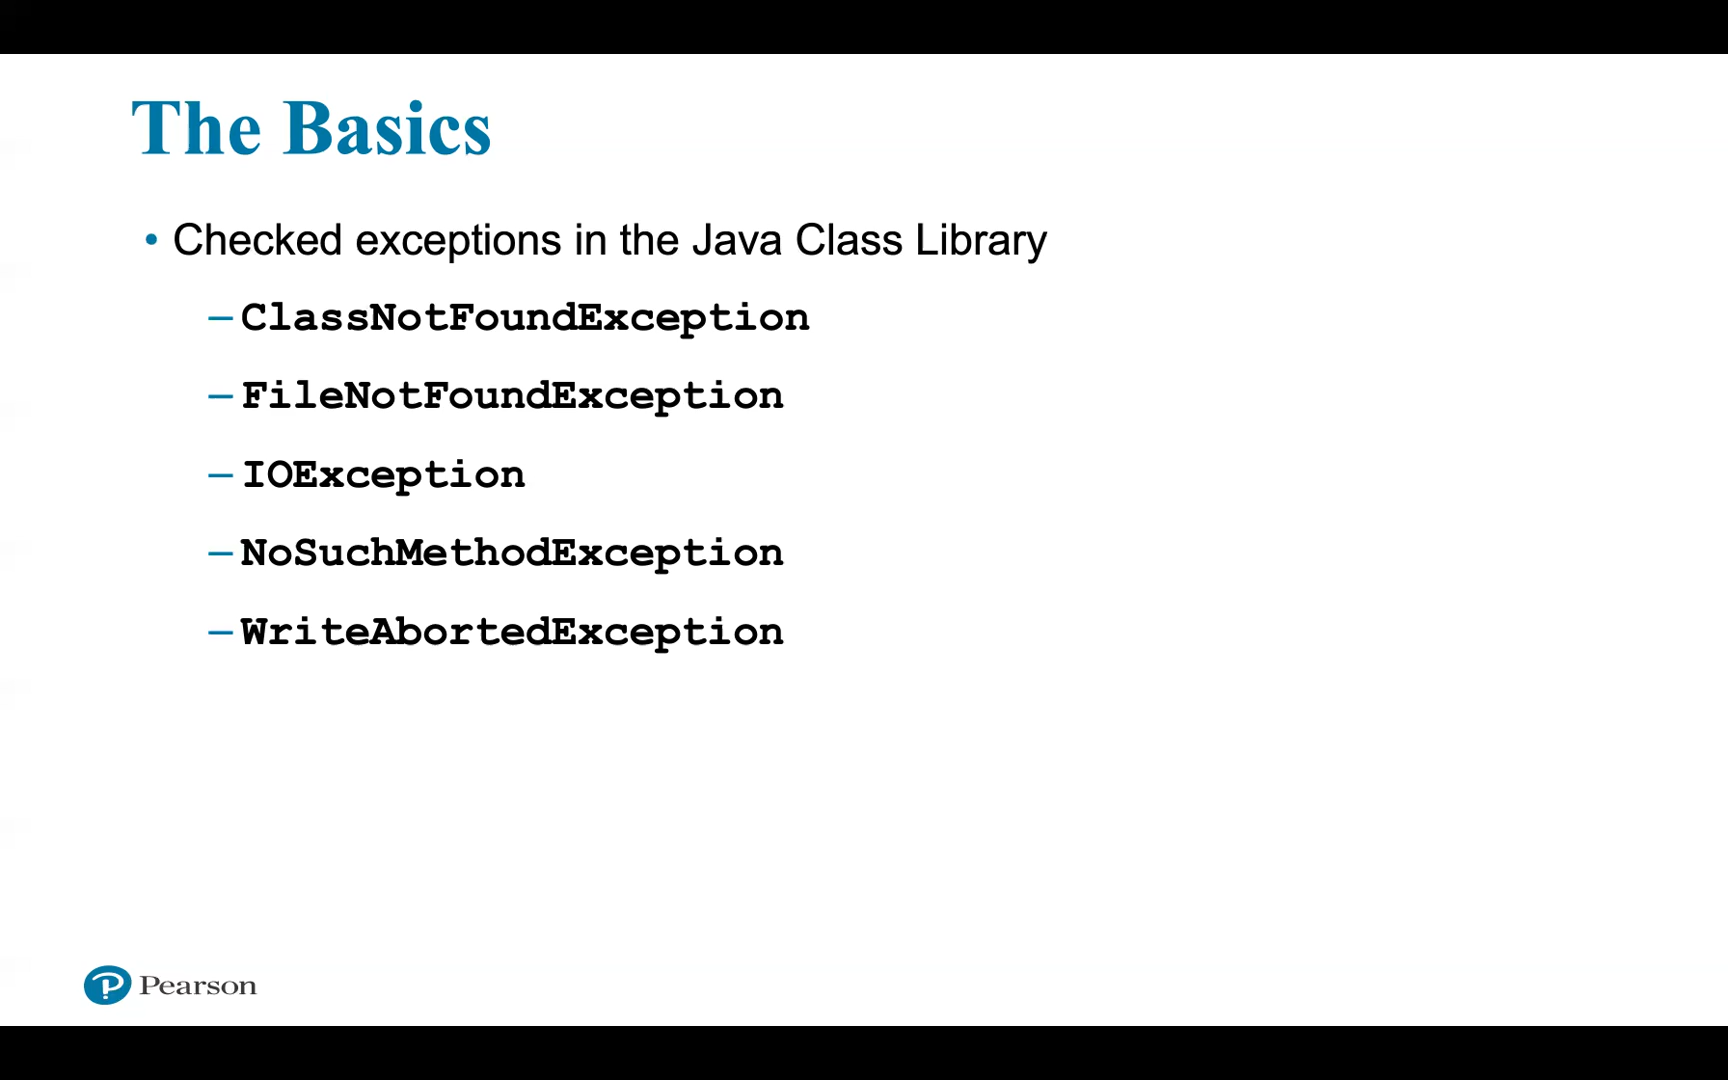 The Basics
• Checked exceptions in the Java Class Library
– ClassNotFoundException
– FileNotFoundException
– IOException
– NoSuchMethodException
– WriteAbortedException
Pearson